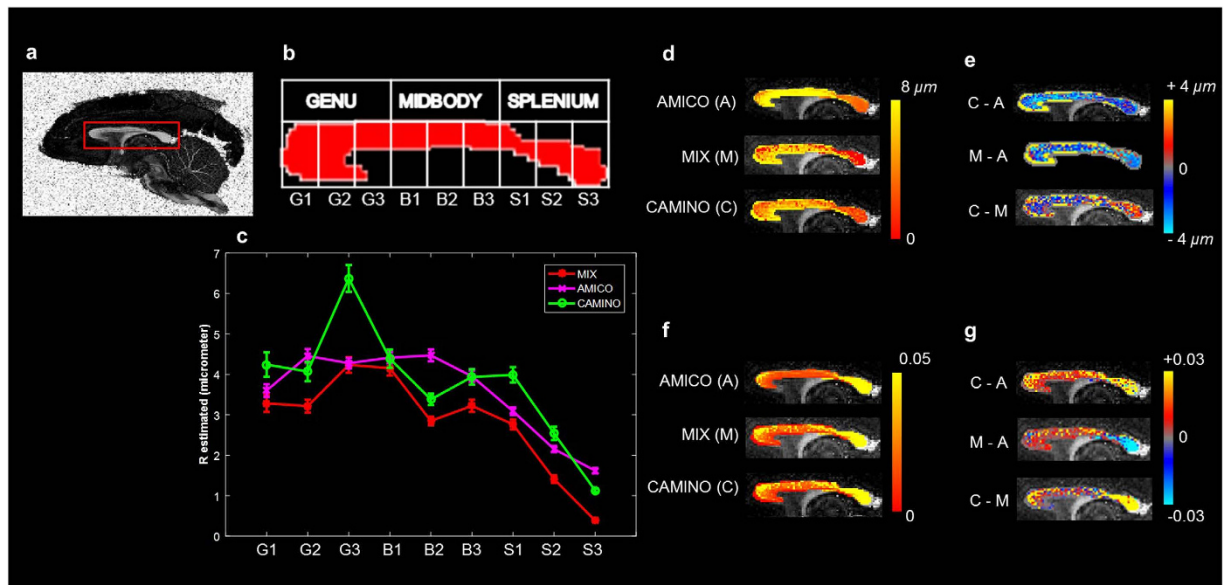 a
b
GENU MIDBODY SPLENIUM
G1 G2 G3 B1 B2 B3 S1 S2 S3
c
7
6
5
4
3
2
1
0
R estimated (micrometer)
MIX
AMICO
CAMINO
G1 G2 G3 B1 B2 B3 S1 S2 S3
d
8 µm
AMICO (A)
MIX (M)
CAMINO (C)
0
e
+ 4 µm
C - A
M - A
0
C - M
- 4 µm
f
0.05
AMICO (A)
MIX (M)
CAMINO (C)
0
g
+0.03
C - A
M - A
0
C - M
-0.03